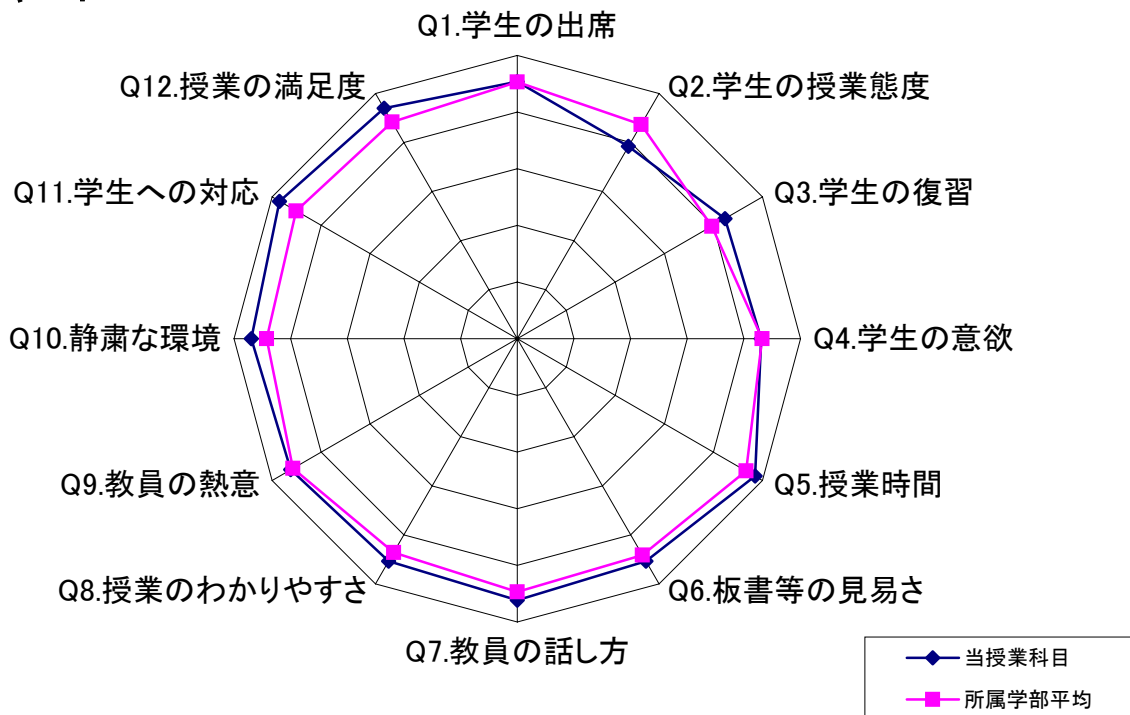 Q1.学生の出席
Q2.学生の授業態度
Q3.学生の復習
Q4.学生の意欲
Q5.授業時間
Q6.板書等の見易さ
Q7.教員の話し方
Q8.授業のわかりやすさ
Q9.教員の熱意
Q10.静粛な環境
Q11.学生への対応
Q12.授業の満足度
当授業科目
所属学部平均